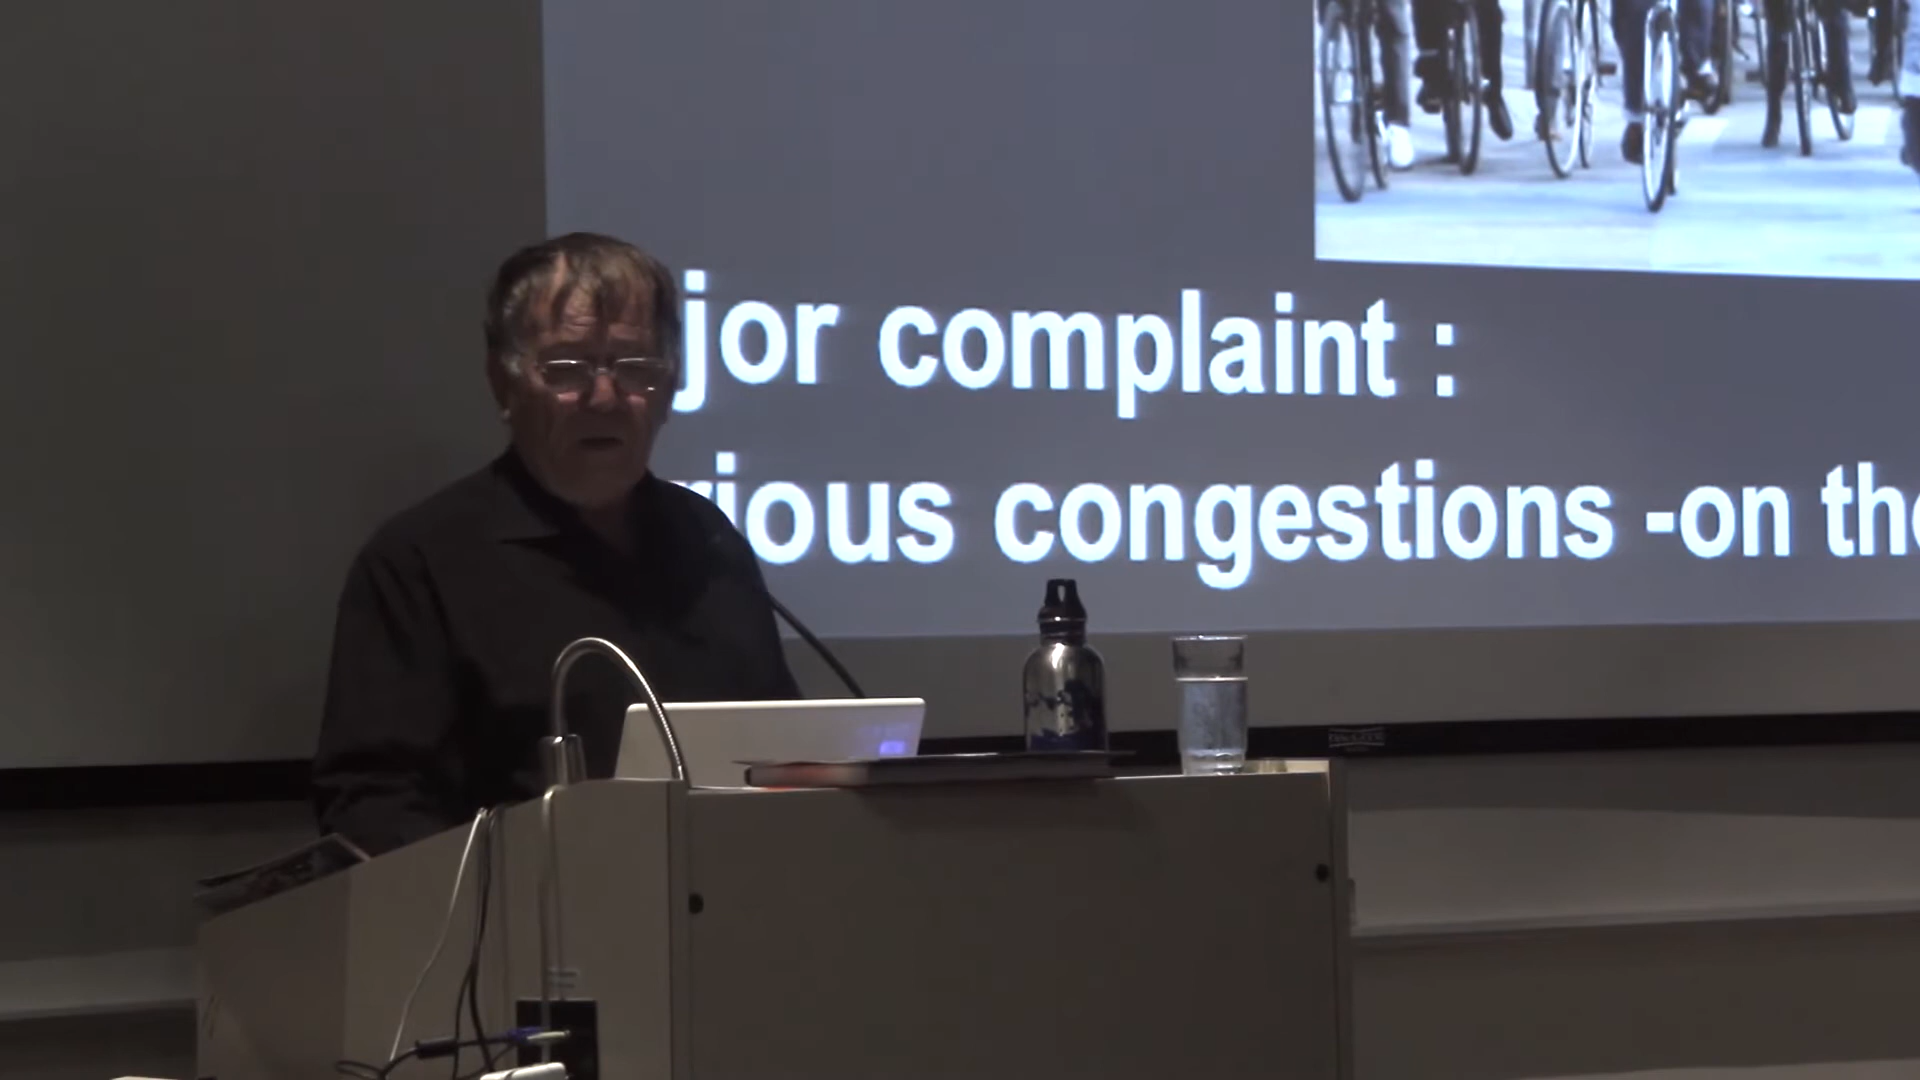 jor complaint :
rious congestions -on the